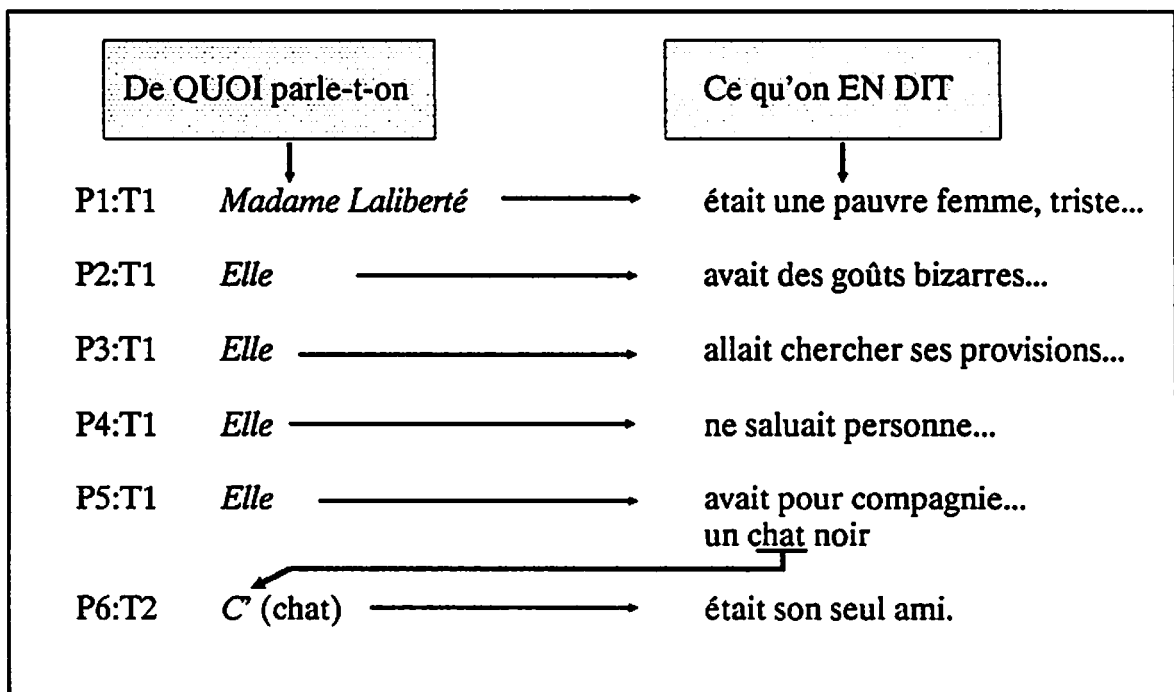 De QUOI parle-t-on Ce qu'on EN DIT
P1:T1 Madame Laliberté était une pauvre femme, triste...
P2:T1 Elle avait des goûts bizarres...
P3:T1 Elle allait chercher ses provisions...
P4:T1 Elle ne saluait personne...
P5:T1 Elle avait pour compagnie...
un chat noir
P6:T2 C' (chat) était son seul ami.